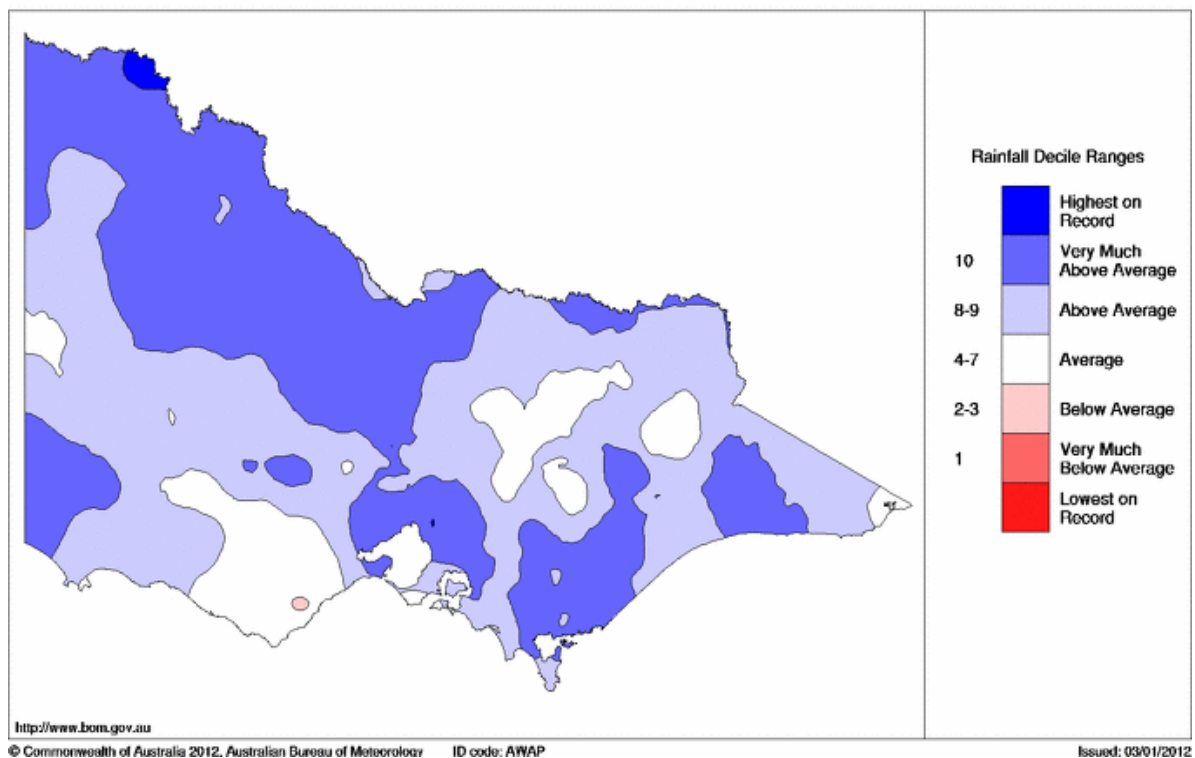 Rainfall Decile Ranges
Highest on
Record
10
Very Much
Above Average
8-9
Above Average
4-7
Average
2-3
Below Average
1
Very Much
Below Average
Lowest on
Record
http://www.bom.gov.au
© Commonwealth of Australia 2012, Australian Bureau of Meteorology
ID code: AWAP
Issued: 03/01/2012